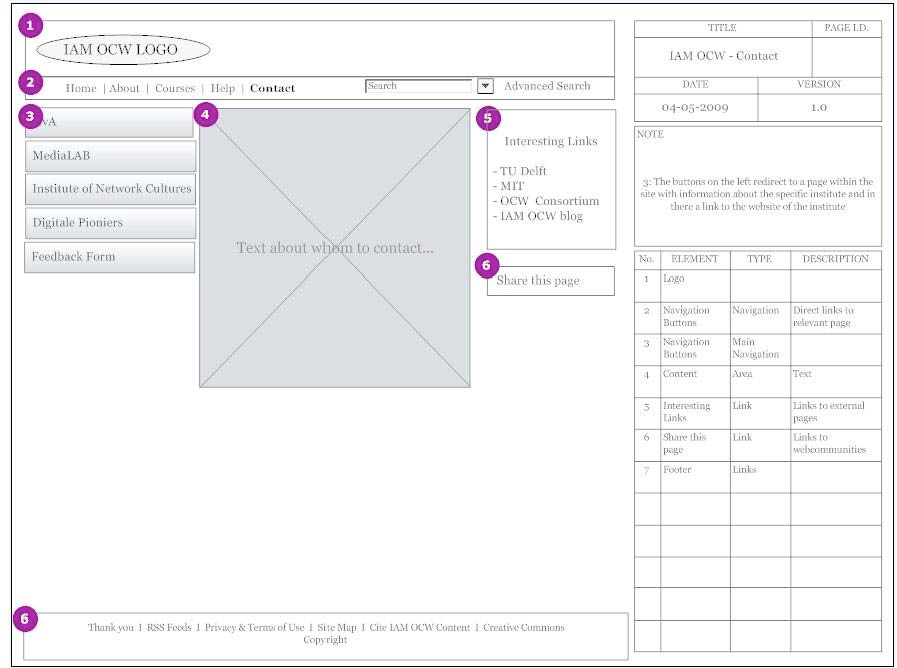 1
IAM OCW LOGO
2
Home | About | Courses | Help | Contact
Search
Advanced Search
3
vA
MediaLAB
Institute of Network Cultures
Digitale Pioniers
Feedback Form
4
Text about whom to contact...
5
Interesting Links
- TU Delft
- MIT
- OCW Consortium
- IAM OCW blog
6
Share this page
6
Thank you I RSS Feeds I Privacy & Terms of Use I Site Map I Cite IAM OCW Content I Creative Commons
Copyright
TITLE PAGE I.D.
IAM OCW - Contact
DATE VERSION
04-05-2009 1.0
NOTE
3: The buttons on the left redirect to a page within the
site with information about the specific institute and in
there a link to the website of the institute
No. ELEMENT TYPE DESCRIPTION
1 Logo
2 Navigation Navigation Direct links to
Buttons relevant page
3 Navigation Main
Buttons Navigation
4 Content Area Text
5 Interesting Link Links to external
Links pages
6 Share this Link Links to
page webcommunities
7 Footer Links